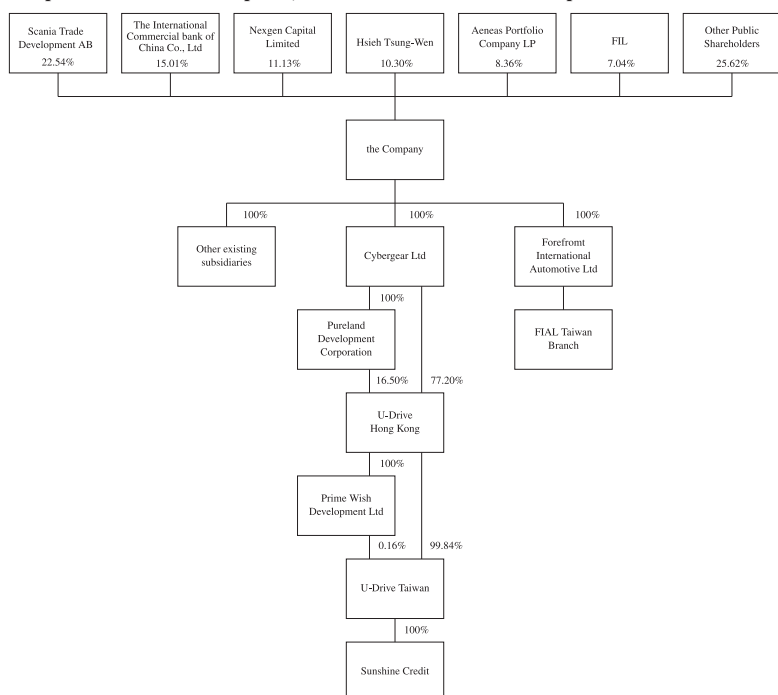 Scania Trade
Development AB
22.54%
The International
Commercial bank of
China Co., Ltd
15.01%
Nexgen Capital
Limited
11.13%
Hsieh Tsung-Wen
10.30%
Aeneas Portfolio
Company LP
8.36%
FIL
7.04%
Other Public
Shareholders
25.62%
the Company
100%
100%
100%
Other existing
subsidiaries
Cybergear Ltd
Forefromt
International
Automotive Ltd
100%
Pureland
Development
Corporation
FIAL Taiwan
Branch
16.50%
77.20%
U-Drive
Hong Kong
100%
Prime Wish
Development Ltd
0.16%
99.84%
U-Drive Taiwan
100%
Sunshine Credit